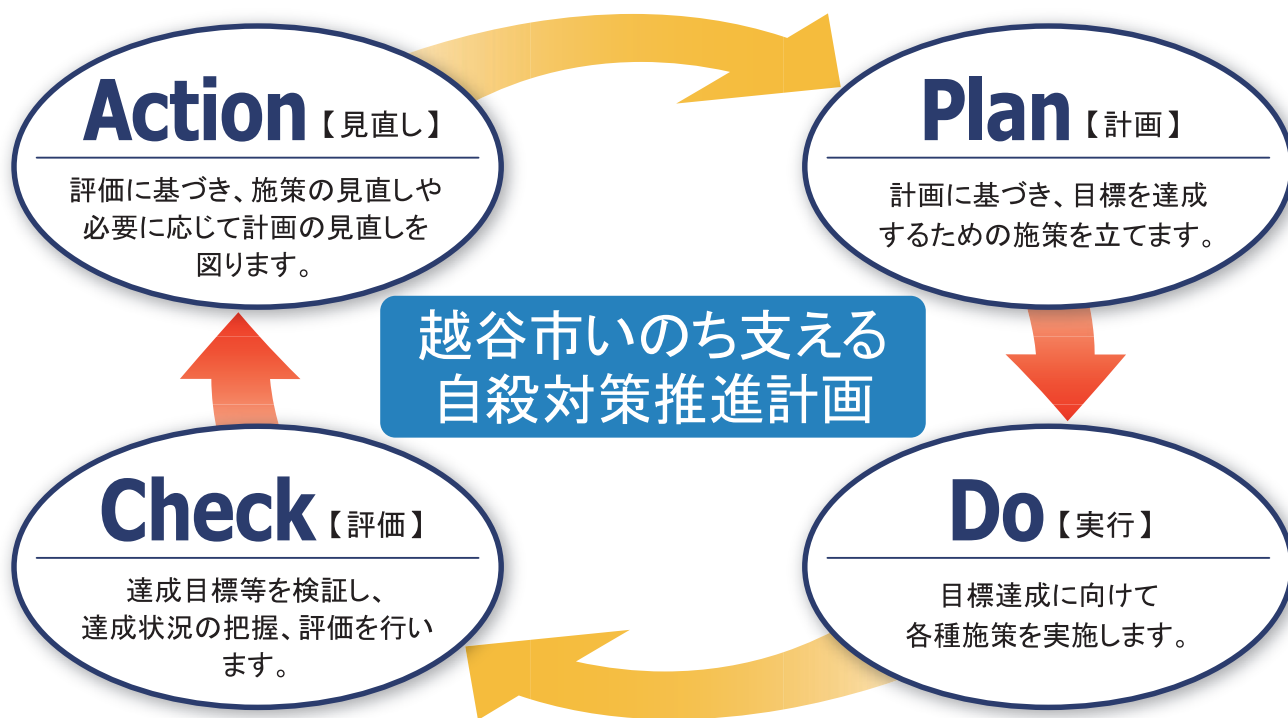 Action【見直し】
評価に基づき、施策の見直しや
必要に応じて計画の見直しを
図ります。
Plan【計画】
計画に基づき、目標を達成
するための施策を立てます。
越谷市いのち支える
自殺対策推進計画
Check【評価】
達成目標等を検証し、
達成状況の把握、評価を行い
ます。
Do【実行】
目標達成に向けて
各種施策を実施します。